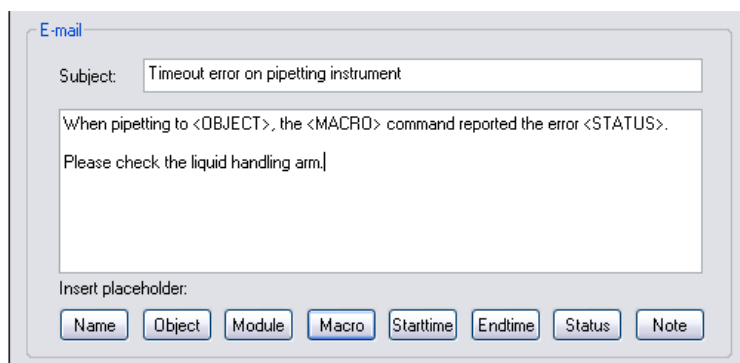 E-mail
Subject: Timeout error on pipetting instrument
When pipetting to <OBJECT>, the <MACRO> command reported the error <STATUS>.
Please check the liquid handling arm.
Insert placeholder:
Name Object Module Macro Starttime Endtime Status Note